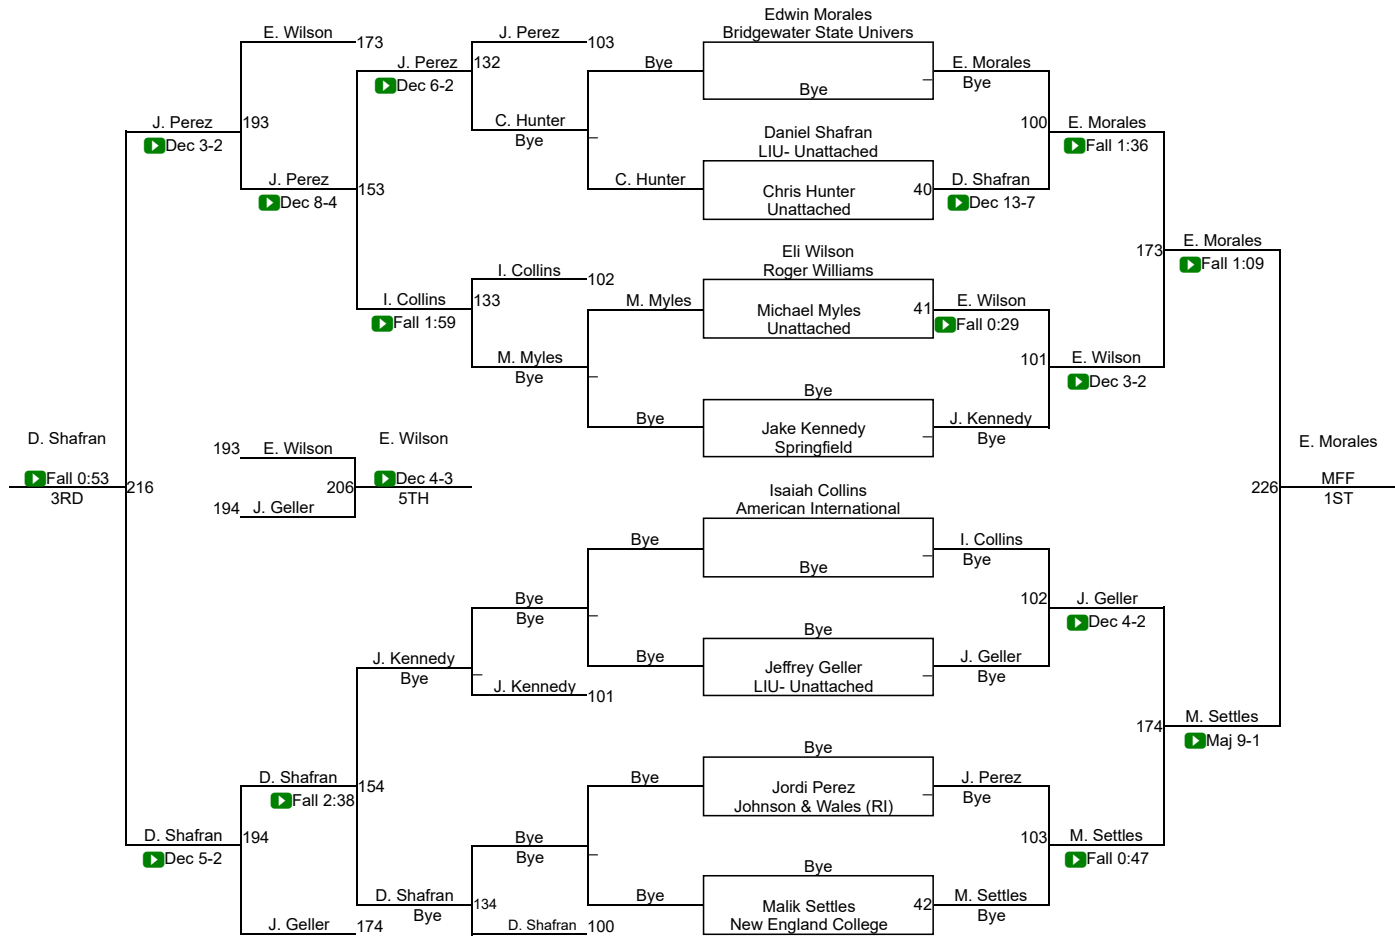 Edwin Morales
E. Wilson
173
J. Perez
103
Bridgewater State Univers
J. Perez
132
Bye
E. Morales
Dec 6-2
Bye
Bye
J. Perez
193
C. Hunter
Daniel Shafran
100
E. Morales
Dec 3-2
Bye
LIU- Unattached
Fall 1:36
J. Perez
153
C. Hunter
Chris Hunter
40
D. Shafran
Dec 8-4
Unattached
Dec 13-7
Eli Wilson
173
E. Morales
I. Collins
102
Roger Williams
Fall 1:09
I. Collins
133
M. Myles
Michael Myles
41
E. Wilson
Fall 1:59
Unattached
Fall 0:29
M. Myles
101
E. Wilson
Bye
Bye
Dec 3-2
Bye
Jake Kennedy
J. Kennedy
D. Shafran
193
E. Wilson
E. Wilson
Springfield
Bye
E. Morales
Fall 0:53
216
206
Dec 4-3
Isaiah Collins
226
MFF
3RD
194
J. Geller
5TH
American International
1ST
Bye
I. Collins
Bye
Bye
Bye
102
J. Geller
Bye
Bye
Dec 4-2
J. Kennedy
Bye
Jeffrey Geller
J. Geller
Bye
J. Kennedy
101
LIU- Unattached
Bye
174
M. Settles
Bye
Maj 9-1
D. Shafran
154
Bye
Jordi Perez
J. Perez
Fall 2:38
Johnson & Wales (RI)
Bye
D. Shafran
194
Bye
103
M. Settles
Dec 5-2
Bye
Bye
Fall 0:47
D. Shafran
134
Bye
Malik Settles
42
M. Settles
Bye
New England College
Bye
J. Geller
174
D. Shafran
100